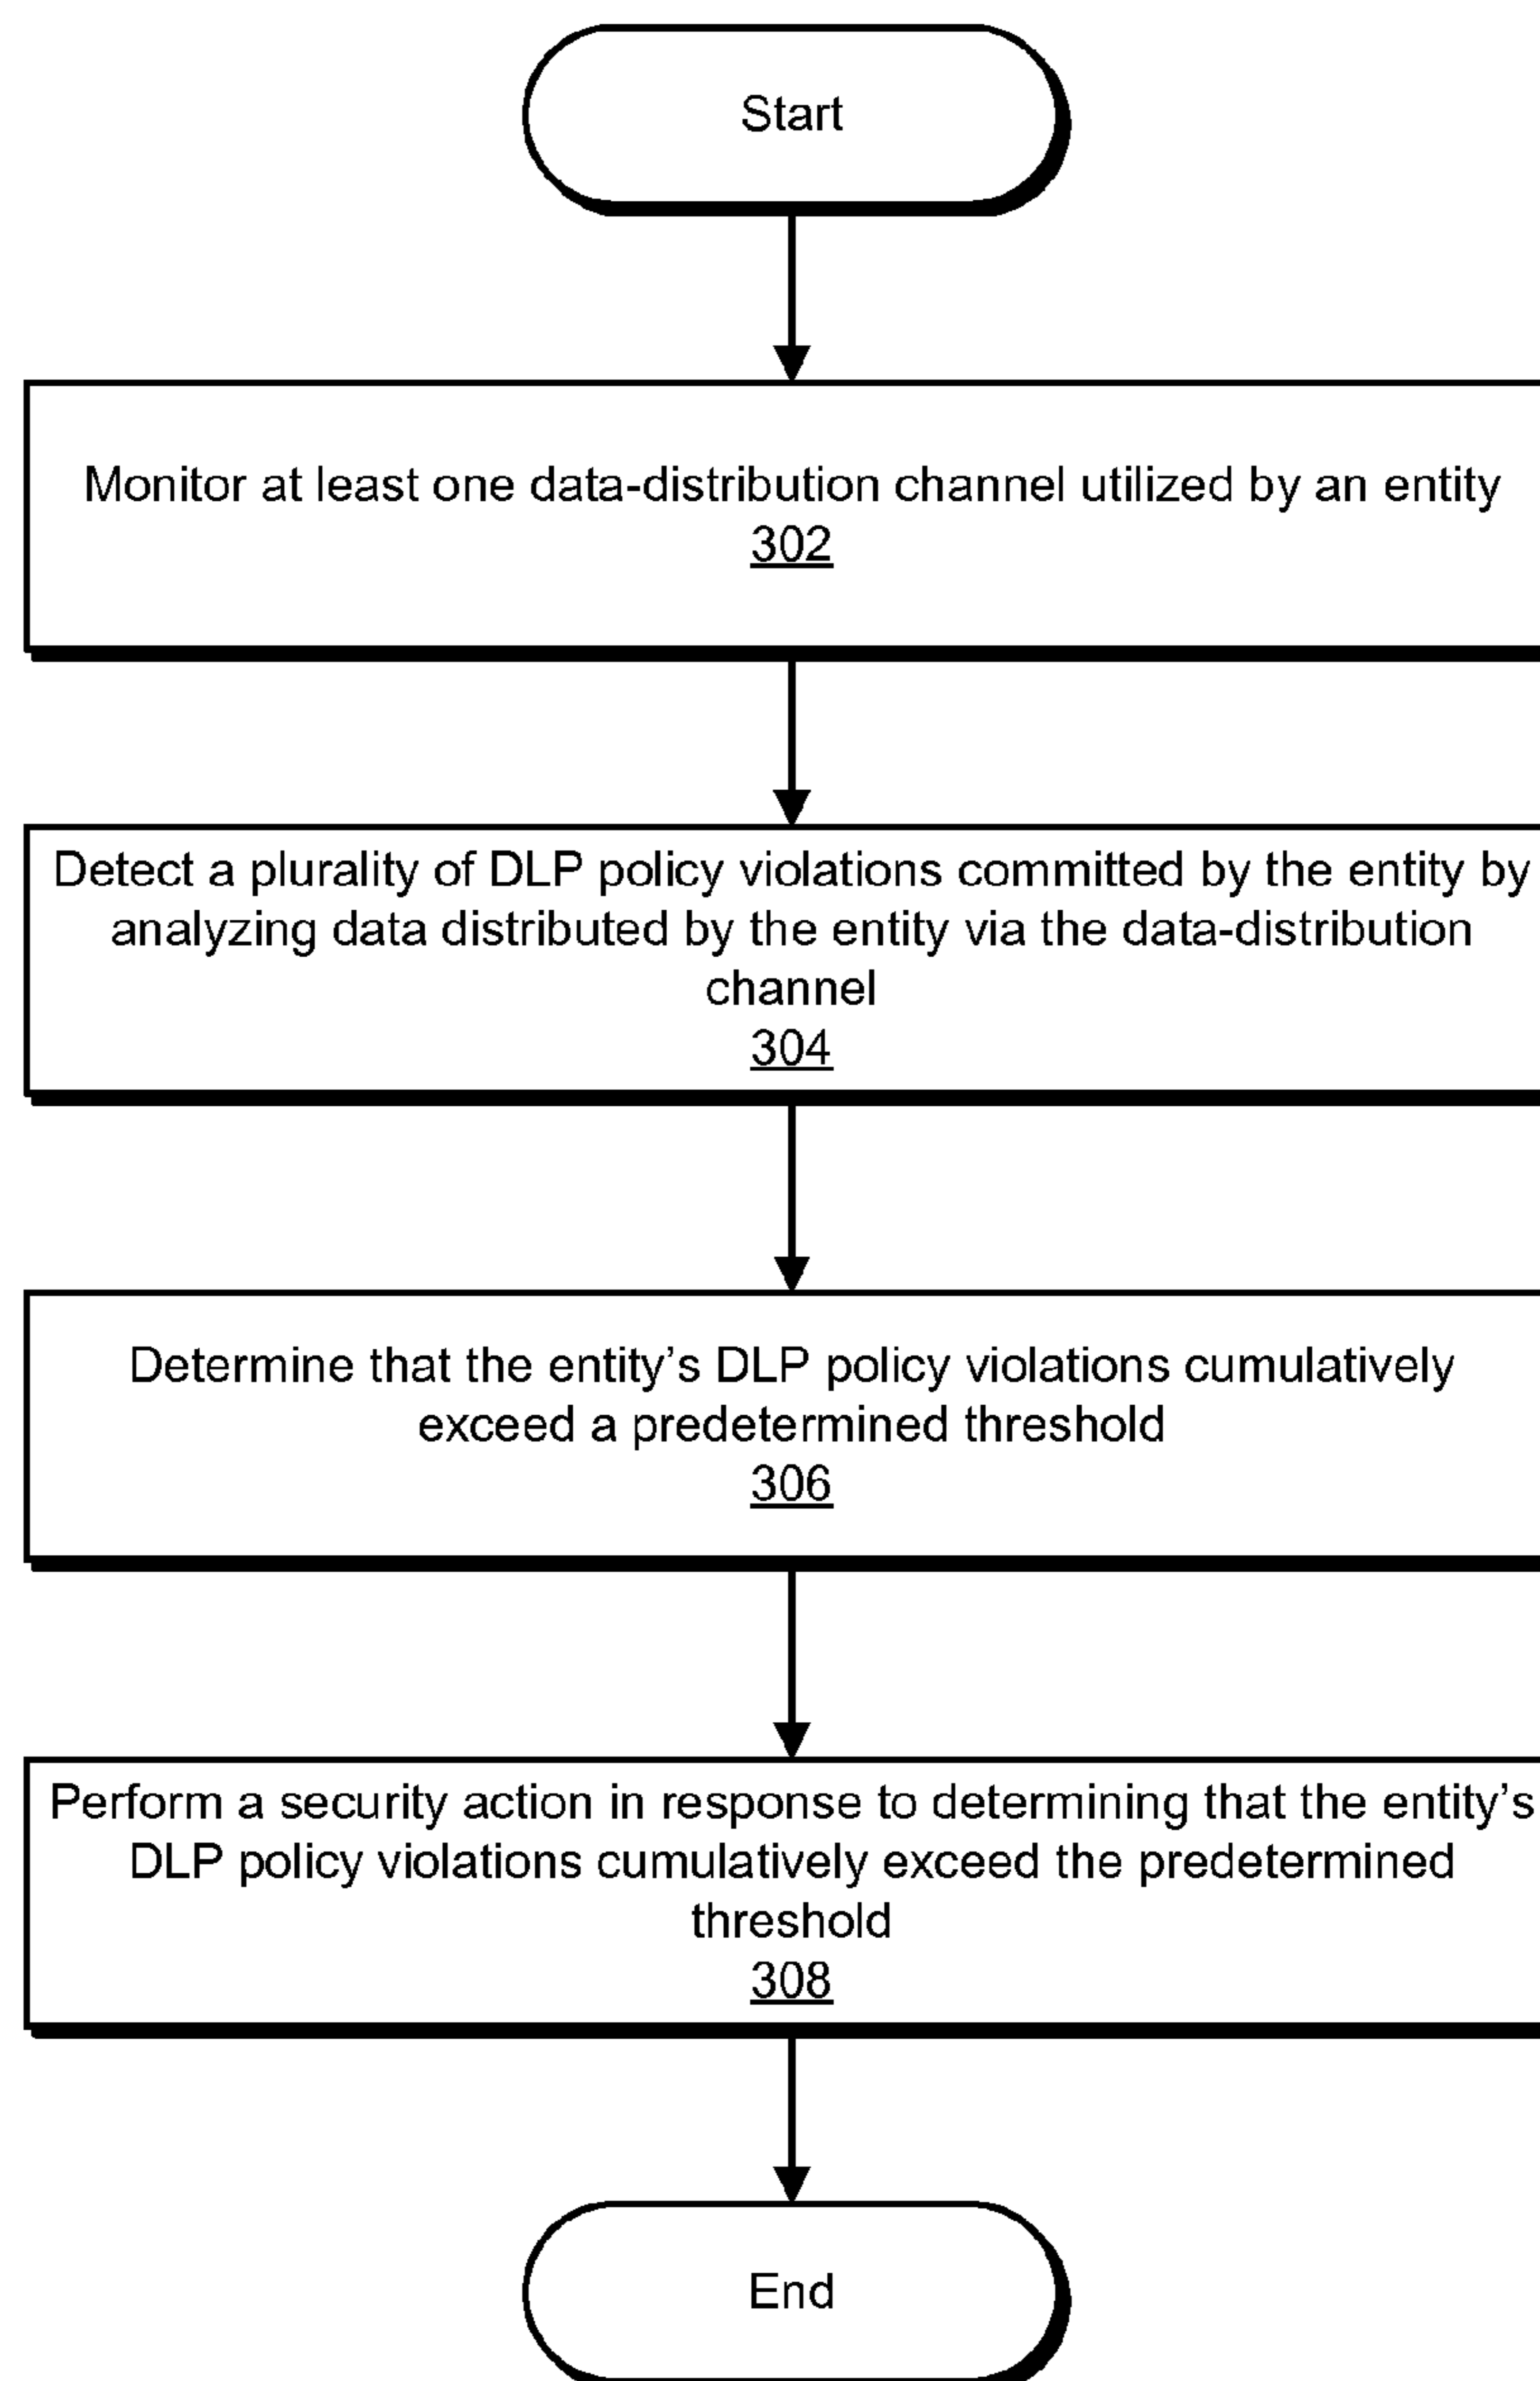 Start
Monitor at least one data-distribution channel utilized by an entity
302
Detect a plurality of DLP policy violations committed by the entity by
analyzing data distributed by the entity via the data-distribution
channel
304
Determine that the entity’s DLP policy violations cumulatively
exceed a predetermined threshold
306
Perform a security action in response to determining that the entity’s
DLP policy violations cumulatively exceed the predetermined
threshold
308
End